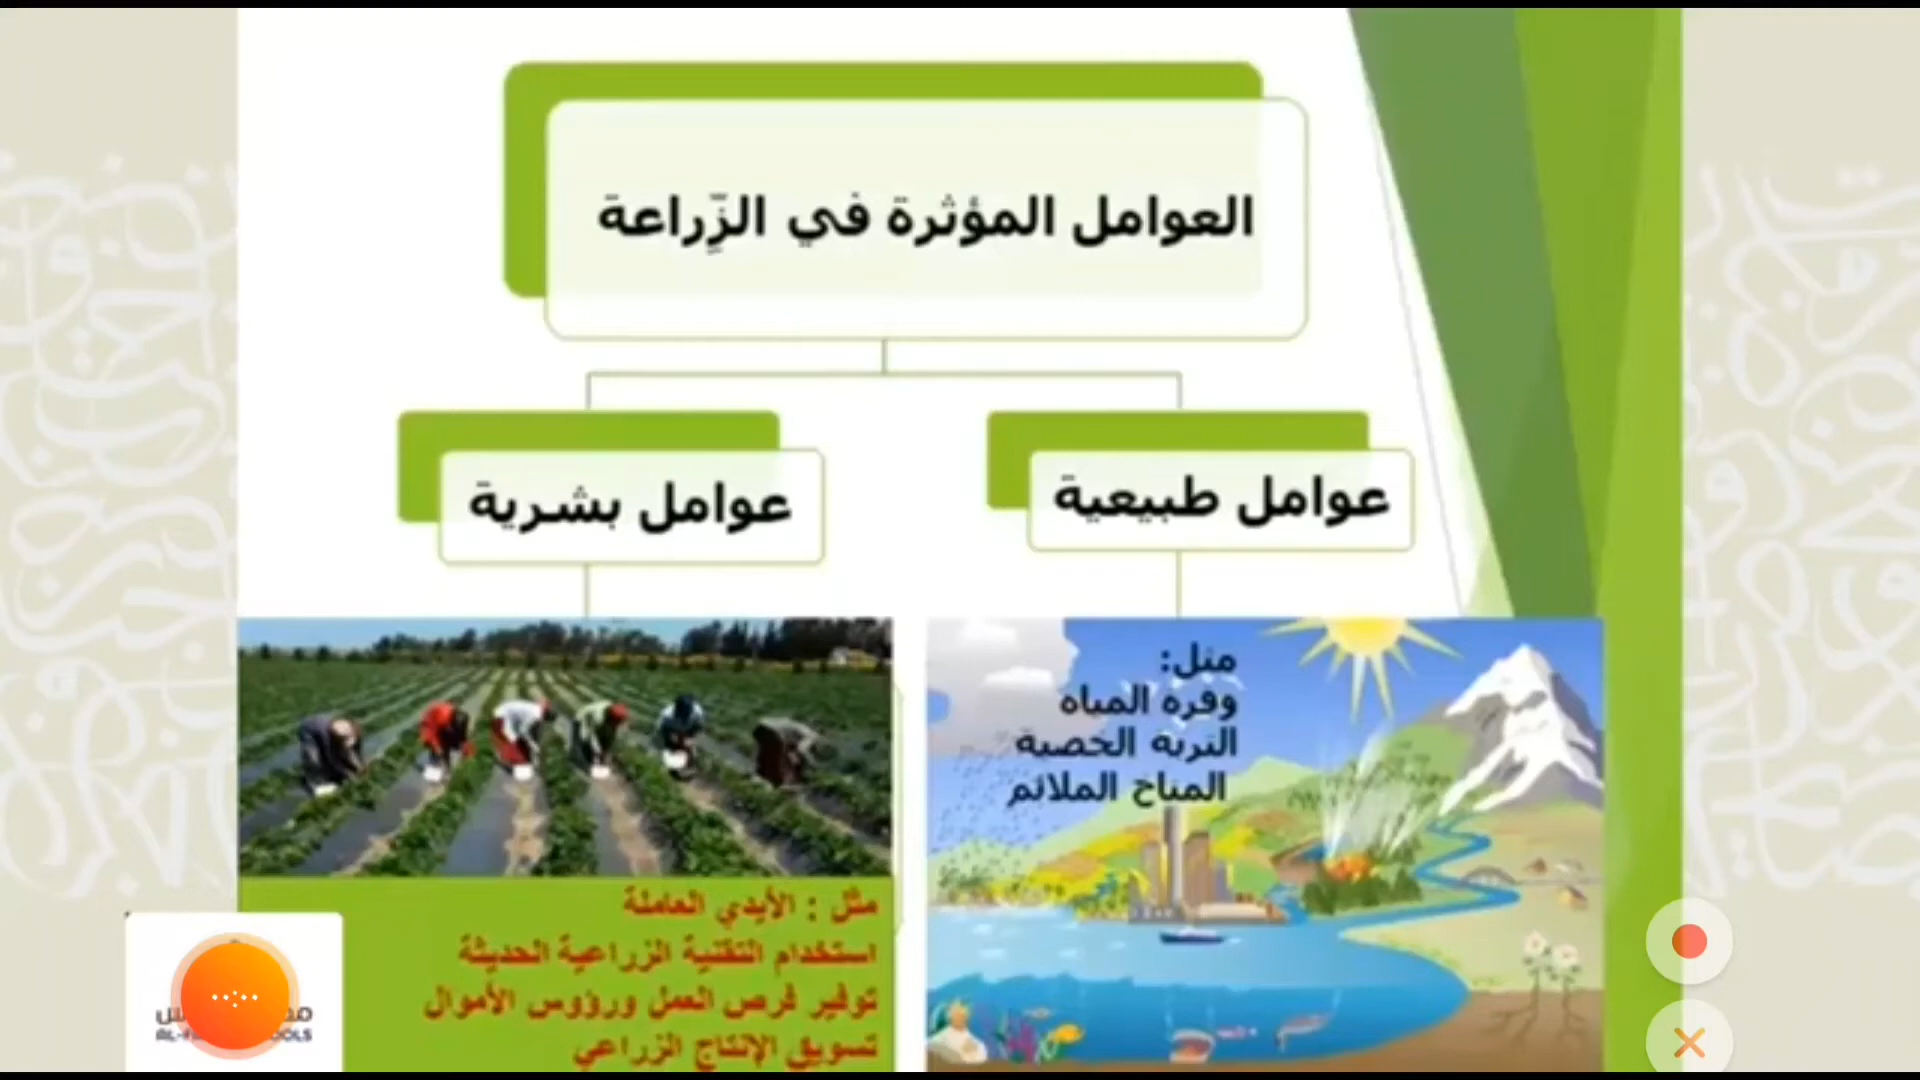 العوامل المؤثرة في الزِّراعة
عوامل طبيعية
عوامل بشرية
مثل:
وفرة المياه
التربة الخصبة
المناخ الملائم
مثل : الأيدي العاملة
استخدام التقنية الزراعية الحديثة
توفير فرص العمل ورؤوس الأموال
تسويق الإنتاج الزراعي